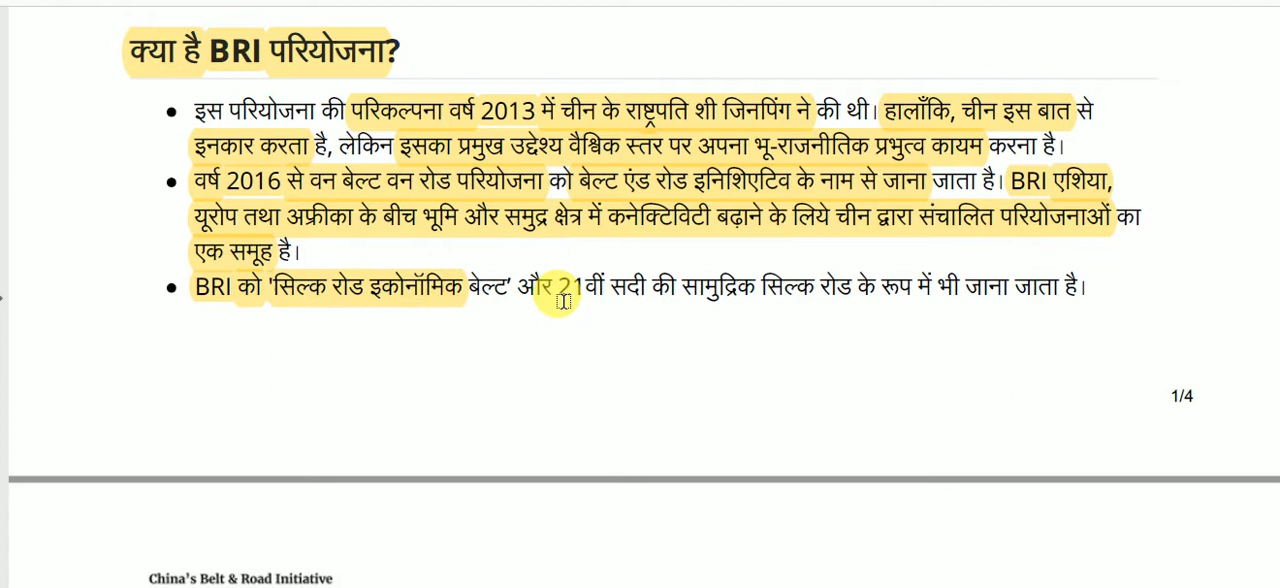 क्या है BRI परियोजना?
• इस परियोजना की परिकल्पना वर्ष 2013 में चीन के राष्ट्रपति शी जिनपिंग ने की थी। हालाँकि, चीन इस बात से
इनकार करता है, लेकिन इसका प्रमुख उद्देश्य वैश्विक स्तर पर अपना भू-राजनीतिक प्रभुत्व कायम करना है।
• वर्ष 2016 से वन बेल्ट वन रोड परियोजना को बेल्ट एंड रोड इनिशिएटिव के नाम से जाना जाता है। BRI एशिया,
यूरोप तथा अफ्रीका के बीच भूमि और समुद्र क्षेत्र में कनेक्टिविटी बढ़ाने के लिये चीन द्वारा संचालित परियोजनाओं का
एक समूह है।
• BRI को 'सिल्क रोड इकोनॉमिक बेल्ट’ और 21वीं सदी की सामुद्रिक सिल्क रोड के रूप में भी जाना जाता है।
1/4
China’s Belt & Road Initiative